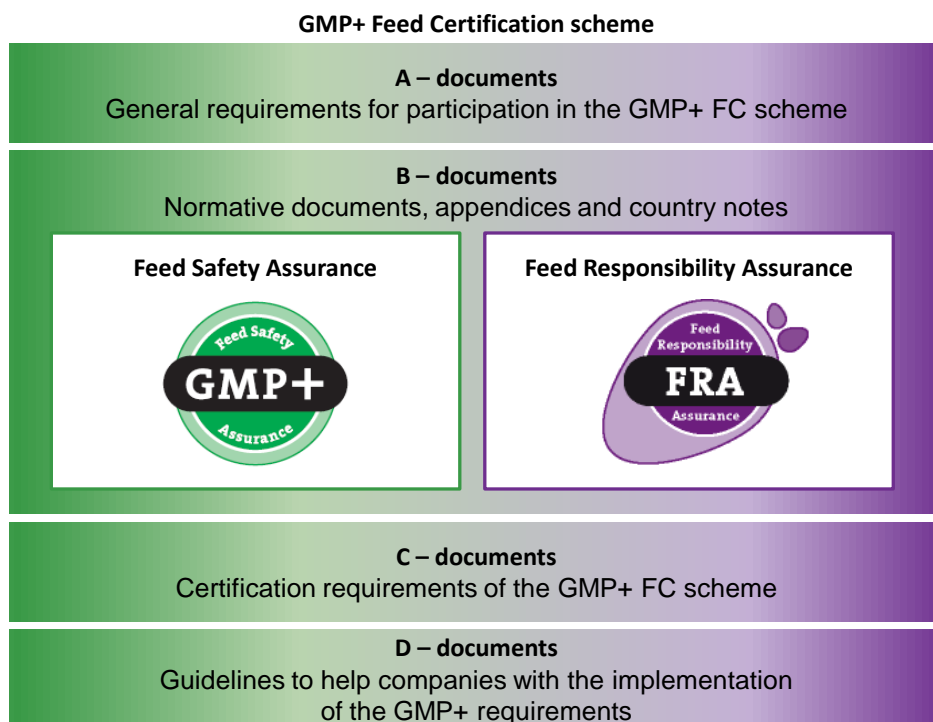 GMP+ Feed Certification scheme
A – documents
General requirements for participation in the GMP+ FC scheme
B – documents
Normative documents, appendices and country notes
Feed Safety Assurance
Feed Safety
GMP+
Assurance
Feed Responsibility Assurance
Feed
Responsibility
FRA
Assurance
C – documents
Certification requirements of the GMP+ FC scheme
D – documents
Guidelines to help companies with the implementation
of the GMP+ requirements